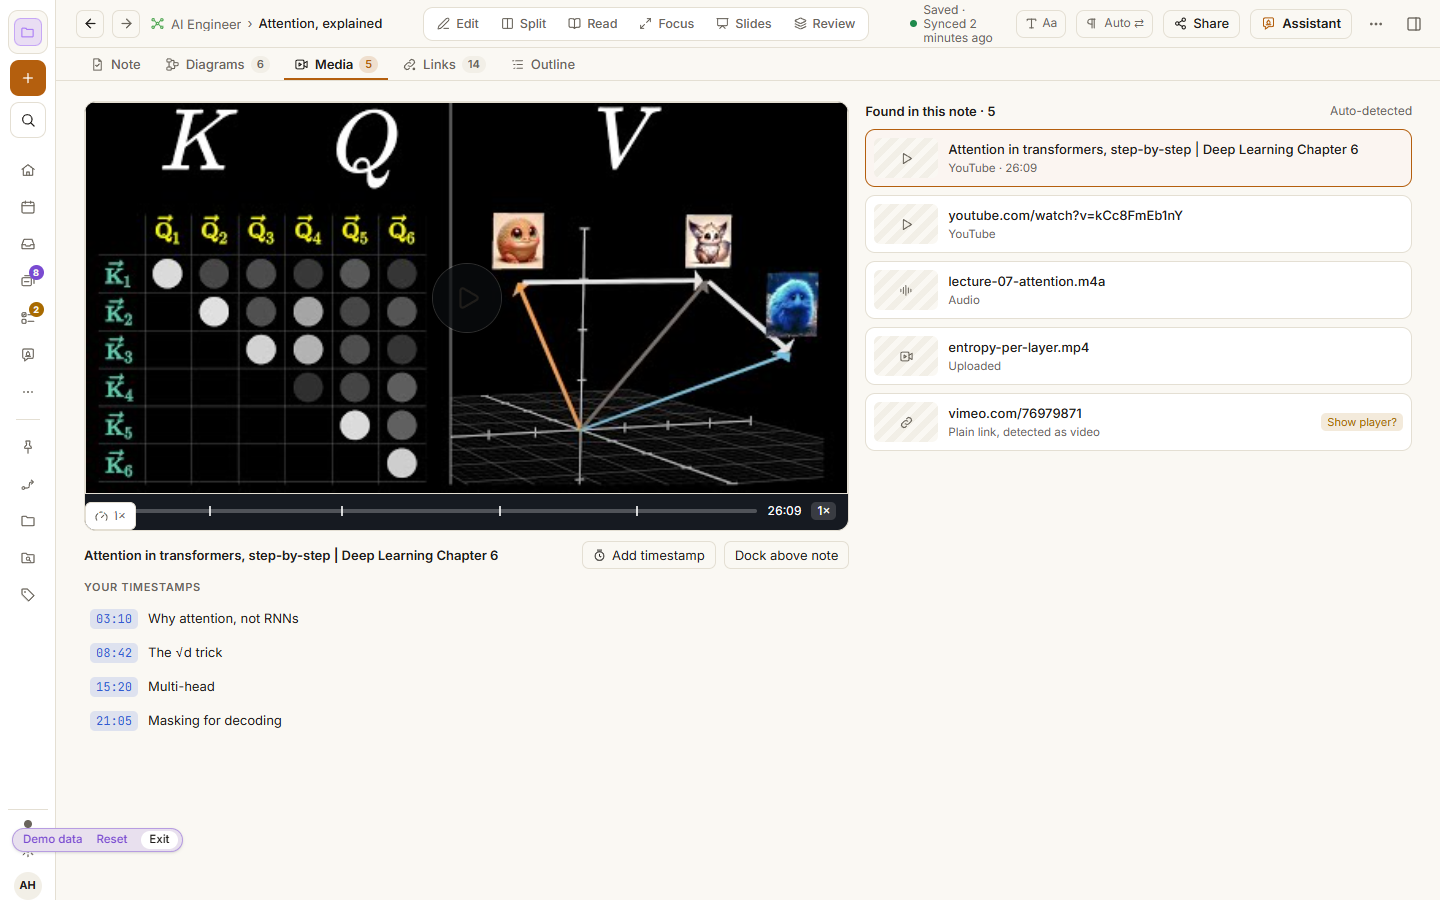 AI Engineer › Attention, explained
Edit
Split
Read
Focus
Slides
Review
Saved ·
Synced 2
minutes ago
Aa
Auto
Share
Assistant
Note
Diagrams 6
Media 5
Links 14
Outline
K Q V
Q1 Q2 Q3 Q4 Q5 Q6
K1
K2
K3
K4
K5
K6
1×
26:09
1×
Attention in transformers, step-by-step | Deep Learning Chapter 6
Add timestamp
Dock above note
YOUR TIMESTAMPS
03:10 Why attention, not RNNs
08:42 The √d trick
15:20 Multi-head
21:05 Masking for decoding
Found in this note · 5
Auto-detected
Attention in transformers, step-by-step | Deep Learning Chapter 6
YouTube · 26:09
youtube.com/watch?v=kCc8FmEb1nY
YouTube
lecture-07-attention.m4a
Audio
entropy-per-layer.mp4
Uploaded
vimeo.com/76979871
Plain link, detected as video
Show player?
8
2
Demo data Reset Exit
AH